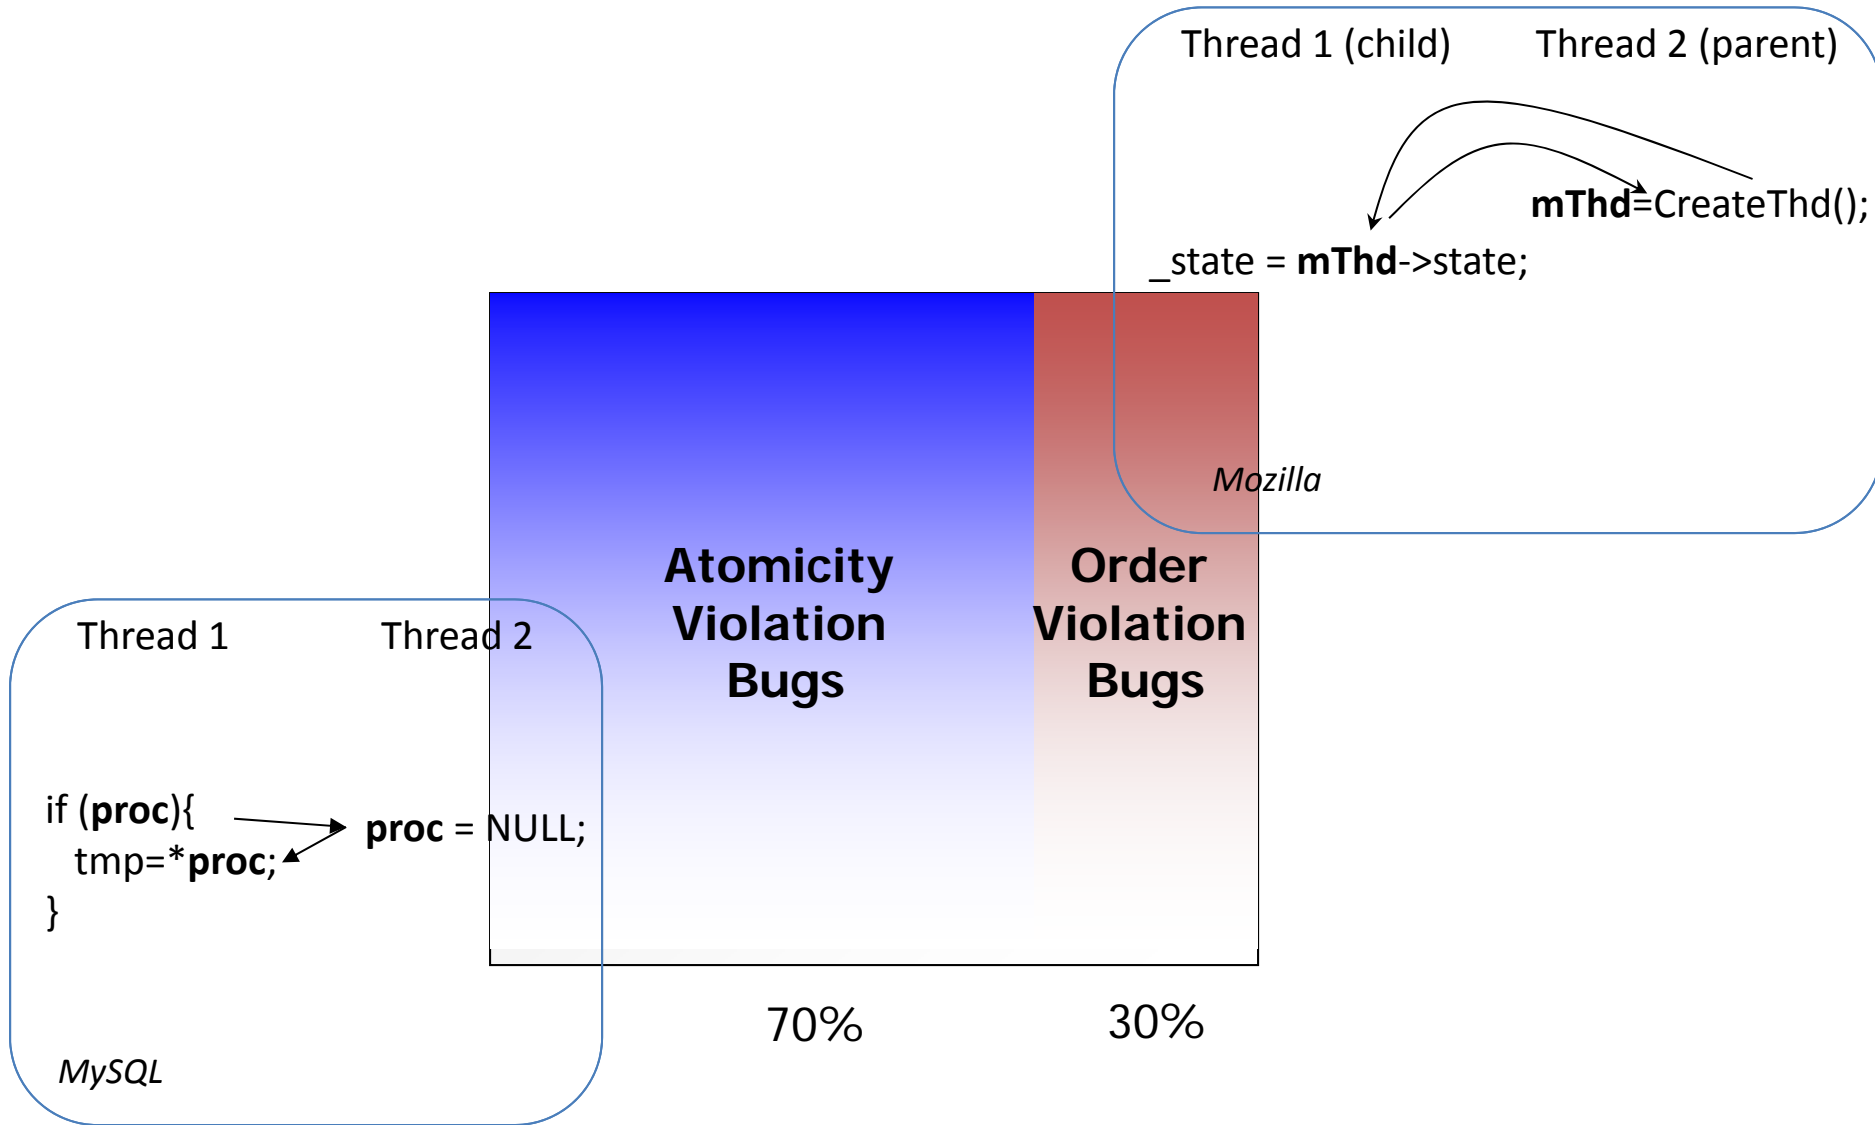 Thread 1 (child) Thread 2 (parent)
mThd=CreateThd();
_state = mThd->state;
Mozilla
Atomicity
Violation
Bugs
Order
Violation
Bugs
Thread 1 Thread 2
if (proc){
proc = NULL;
tmp=*proc;
}
MySQL
70% 30%